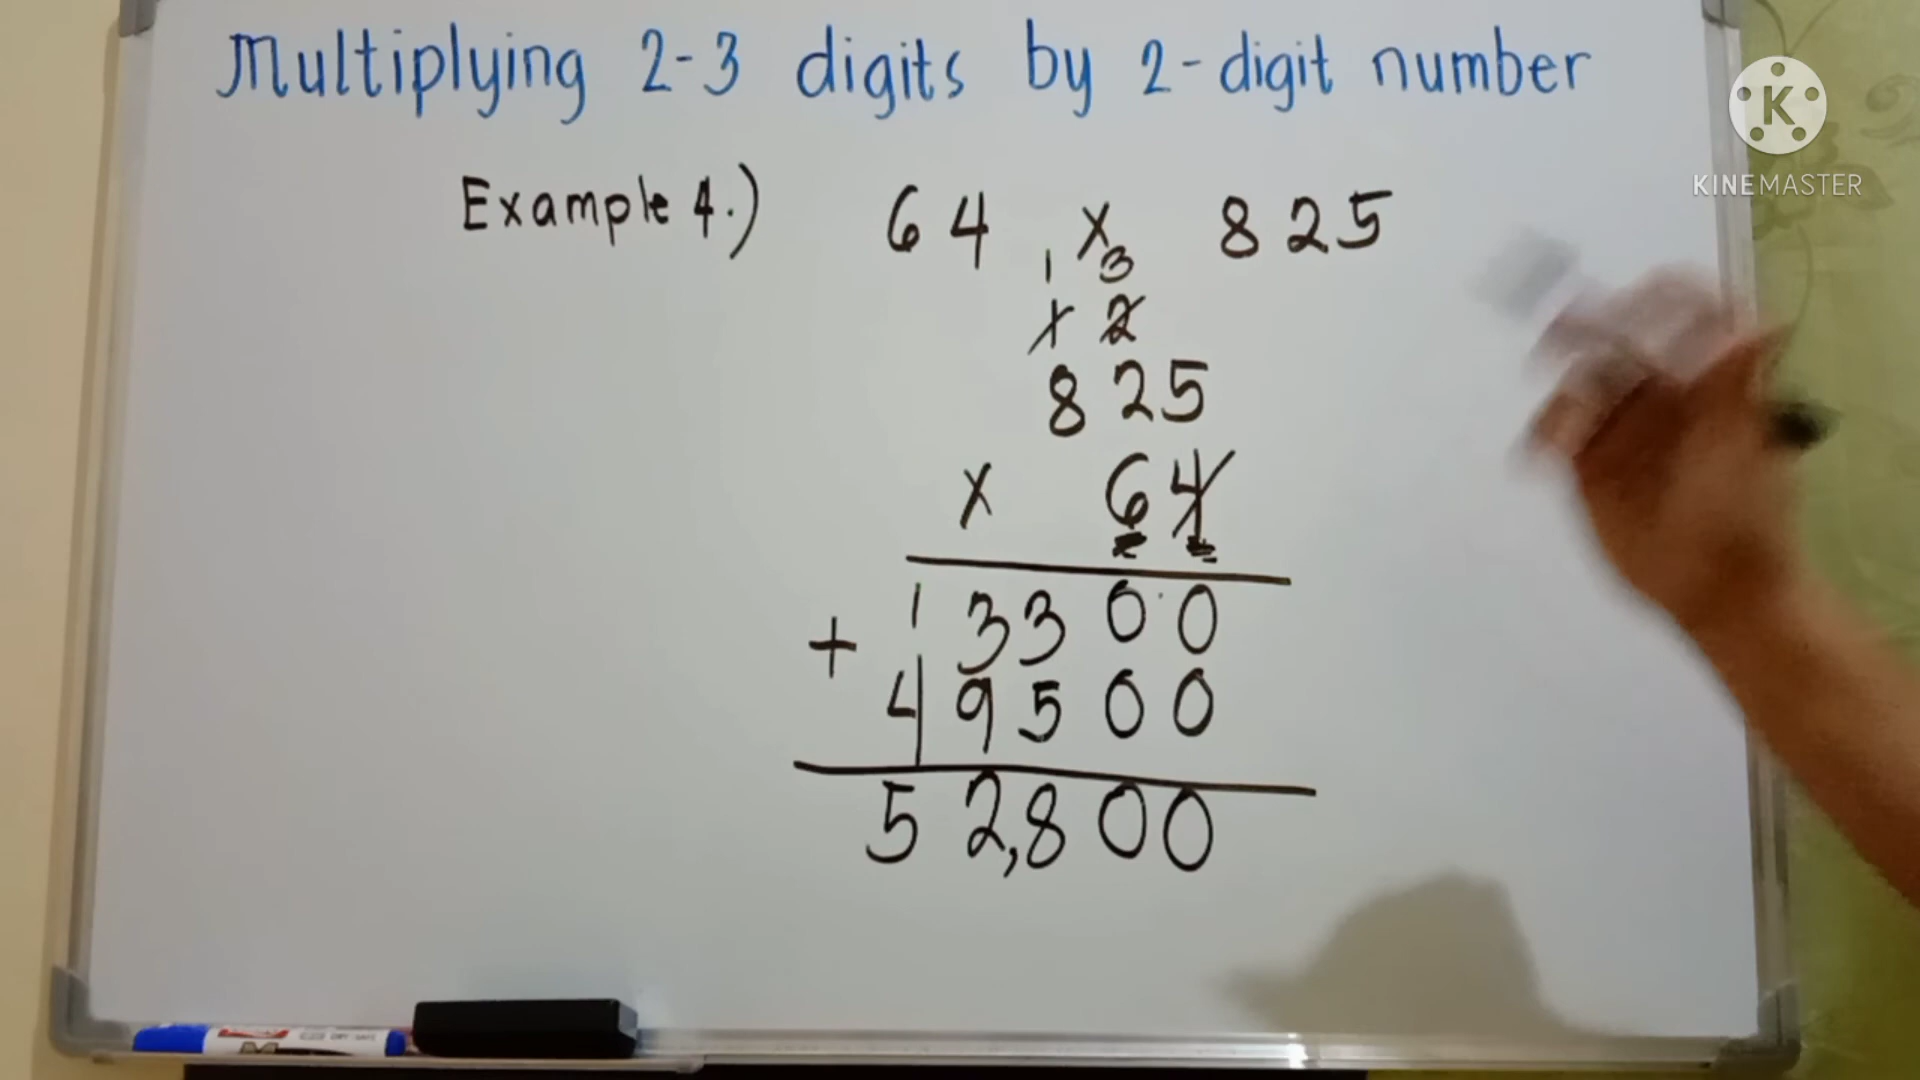 Multiplying 2-3 digits by 2-digit number
KINEMASTER
Example 4.) 64 x 825
1 3
1 2
825
x 64
13300
+
49500
52,800